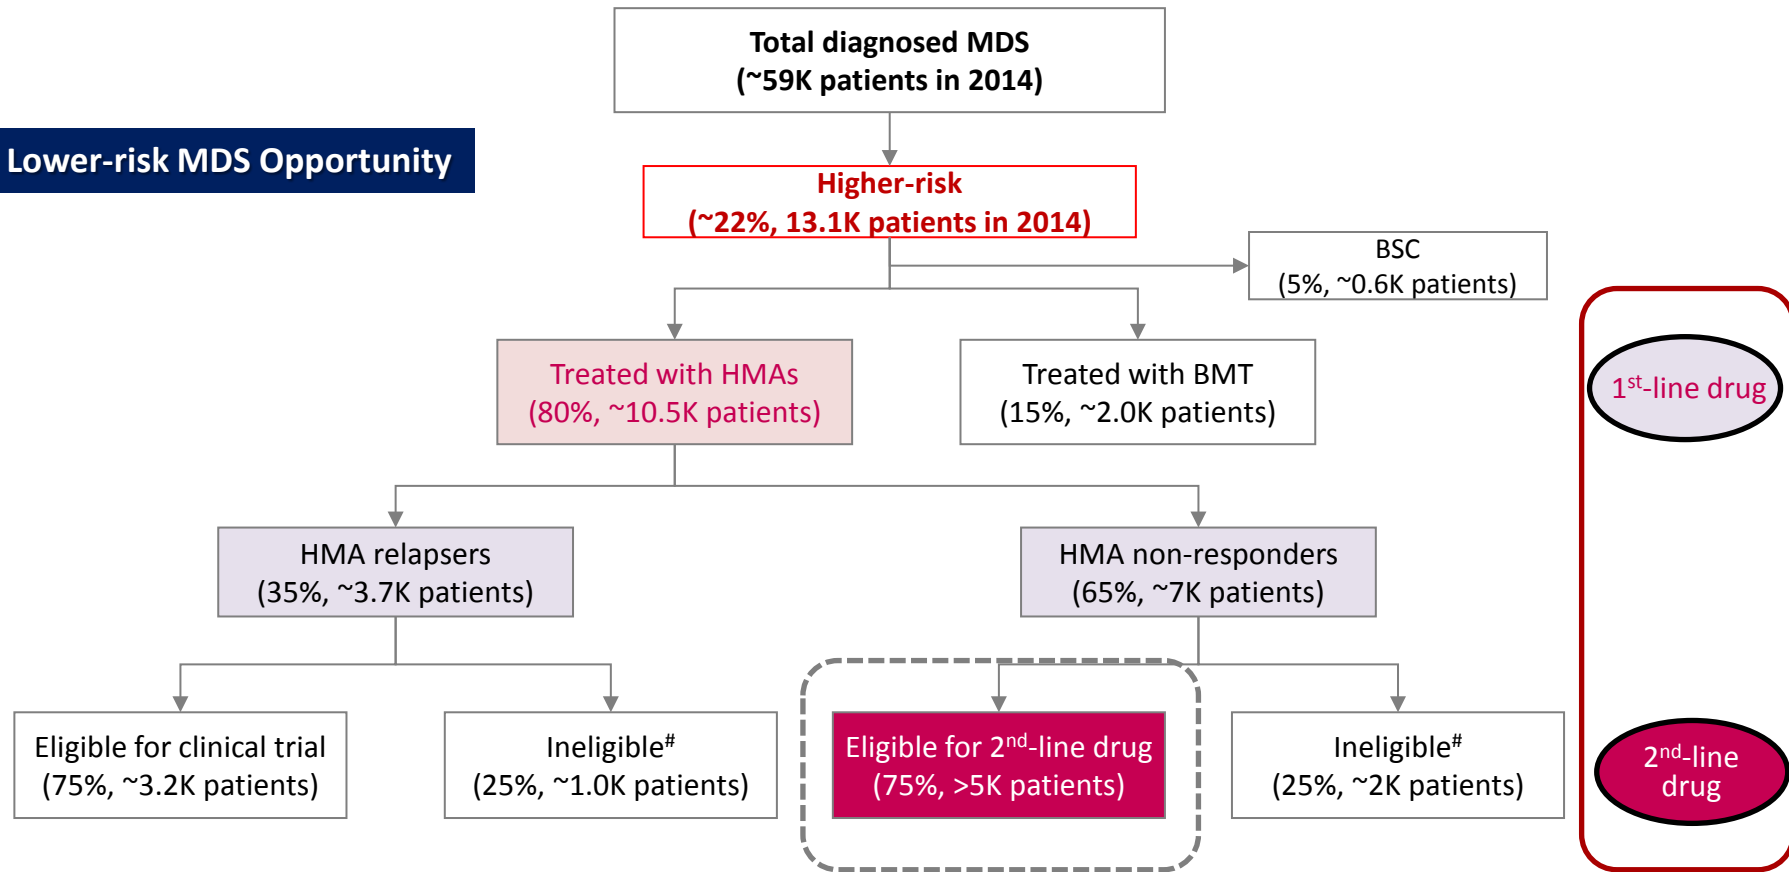 Total diagnosed MDS
(~59K patients in 2014)
Lower-risk MDS Opportunity
Higher-risk
(~22%, 13.1K patients in 2014)
BSC
(5%, ~0.6K patients)
Treated with HMAs
(80%, ~10.5K patients)
Treated with BMT
(15%, ~2.0K patients)
1st-line drug
HMA relapsers
(35%, ~3.7K patients)
HMA non-responders
(65%, ~7K patients)
Eligible for clinical trial
(75%, ~3.2K patients)
Ineligible#
(25%, ~1.0K patients)
Eligible for 2nd-line drug
(75%, >5K patients)
Ineligible#
(25%, ~2K patients)
2nd-line
drug